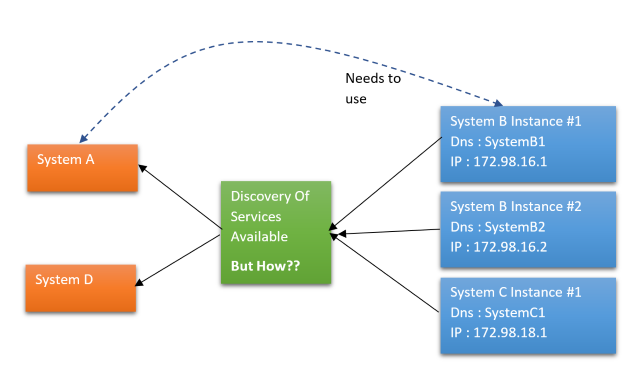 Needs to
use
System A
System D
Discovery Of
Services
Available
But How??
System B Instance #1
Dns : SystemB1
IP : 172.98.16.1
System B Instance #2
Dns : SystemB2
IP : 172.98.16.2
System C Instance #1
Dns : SystemC1
IP : 172.98.18.1